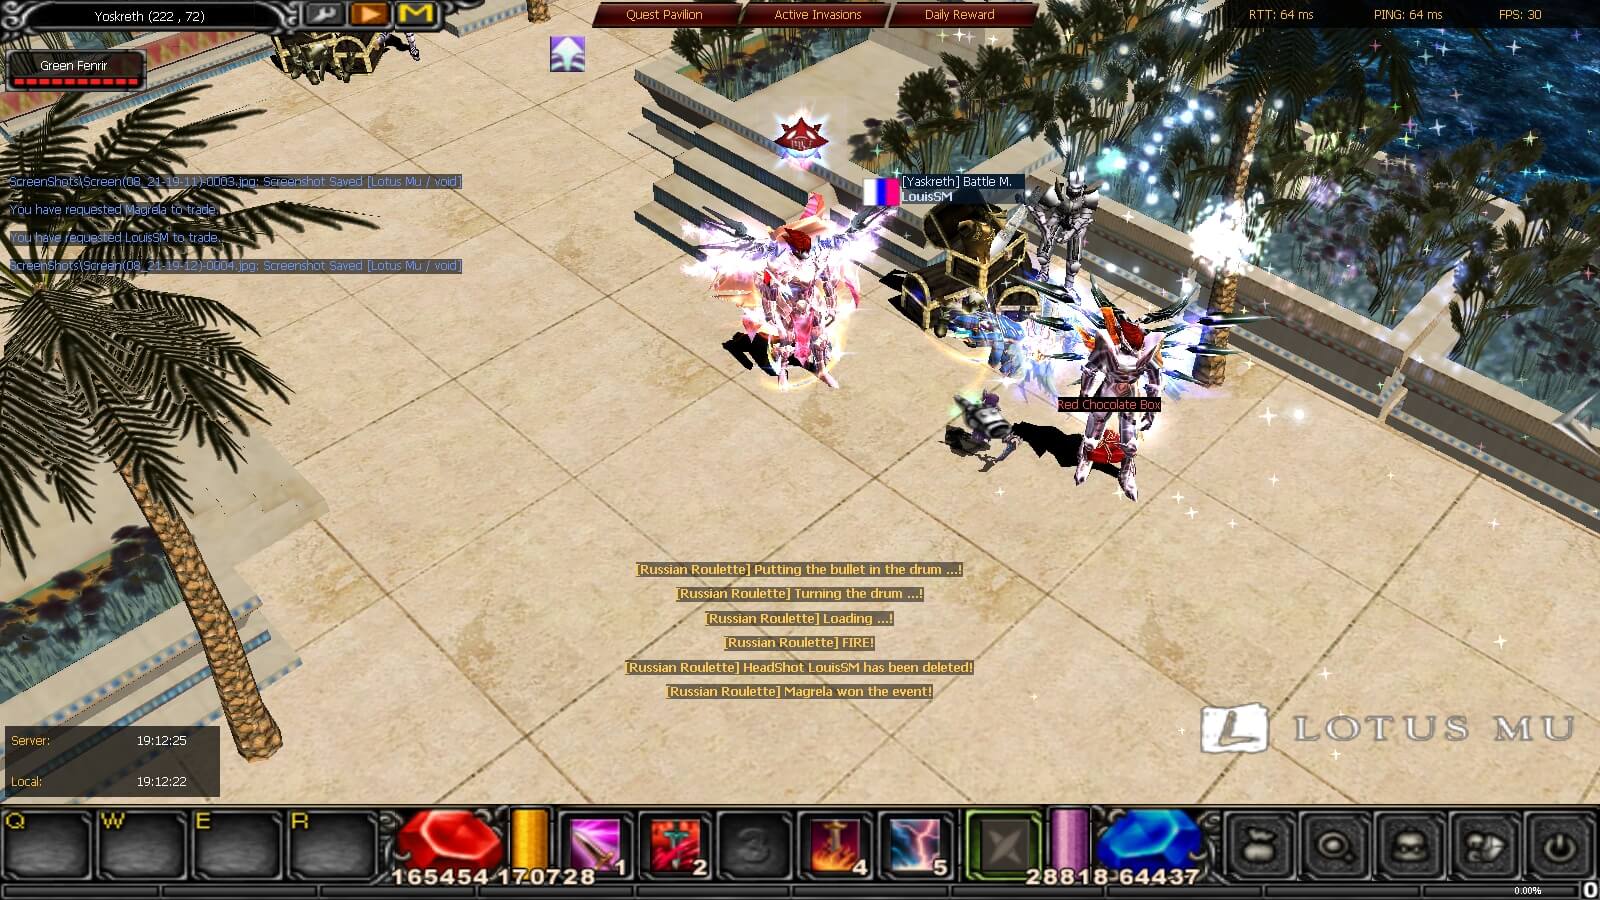 Yoskreth (222 , 72)
Quest Pavilion
Active Invasions
Daily Reward
RTT: 64 ms
PING: 64 ms
FPS: 30
Green Fenrir
ScreenShots\Screen(08_21-19-11)-0003.jpg: Screenshot Saved [Lotus Mu / void]
You have requested Magrela to trade.
You have requested LouisSM to trade.
ScreenShots\Screen(08_21-19-12)-0004.jpg: Screenshot Saved [Lotus Mu / void]
[Yaskreth] Battle M.
LouisSM
Red Chocolate Box
[Russian Roulette] Putting the bullet in the drum ...!
[Russian Roulette] Turning the drum ...!
[Russian Roulette] Loading ...!
[Russian Roulette] FIRE!
[Russian Roulette] HeadShot LouisSM has been deleted!
[Russian Roulette] Magrela won the event!
LOTUS MU
Server: 19:12:25
Local: 19:12:22
Q W E R
1 2 3 4 5
165454 170728 28818 64437
0.00% 0